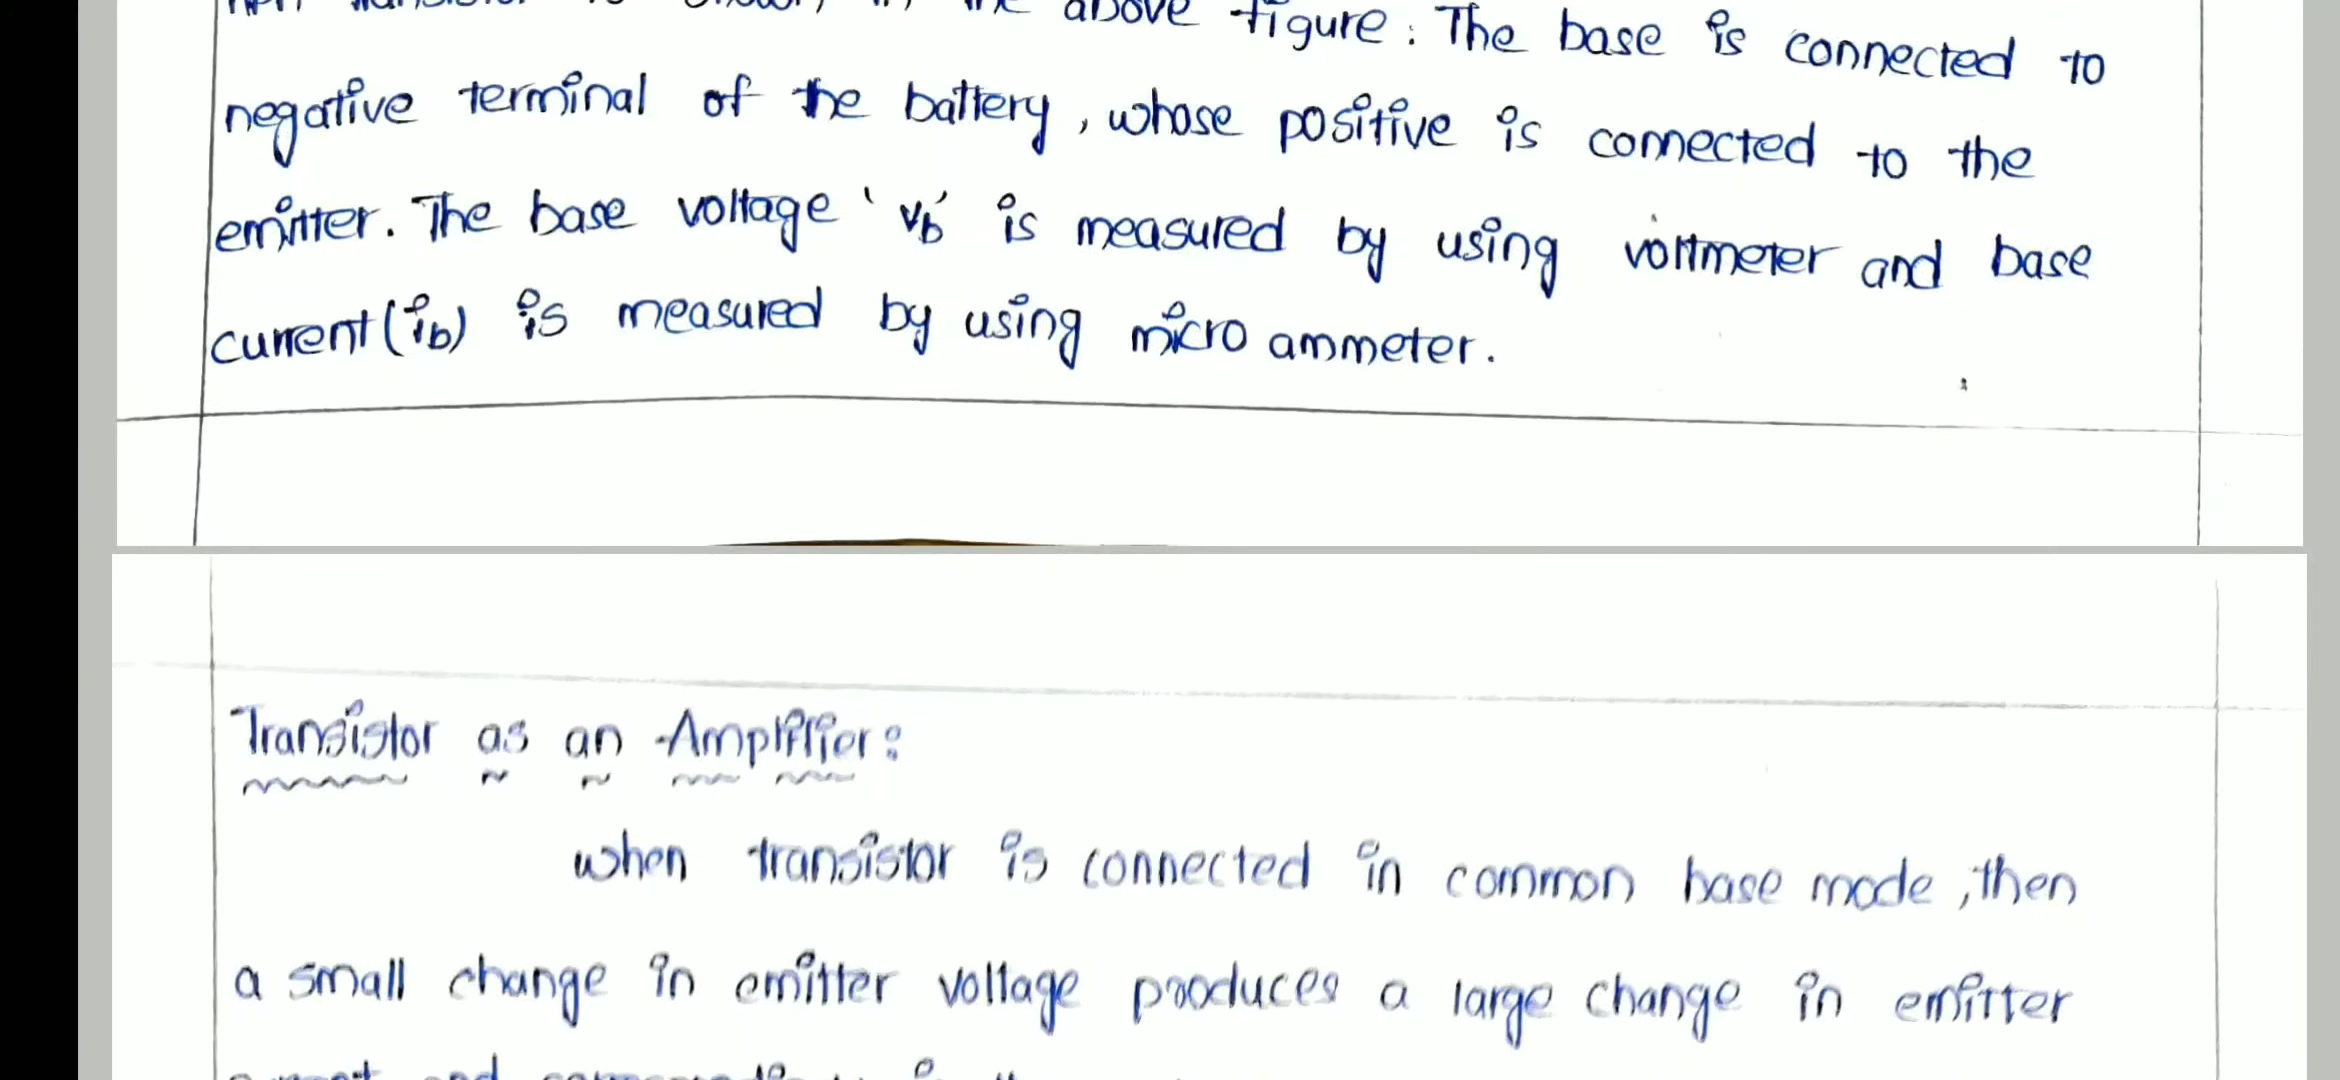 above figure. The base is connected to
negative terminal of the battery, whose positive is connected to the
emitter. The base voltage 'Vb' is measured by using voltmeter and base
current (ib) is measured by using micro ammeter.
Transistor as an Amplifier:
when transistor is connected in common base mode, then
a small change in emitter voltage produces a large change in emitter